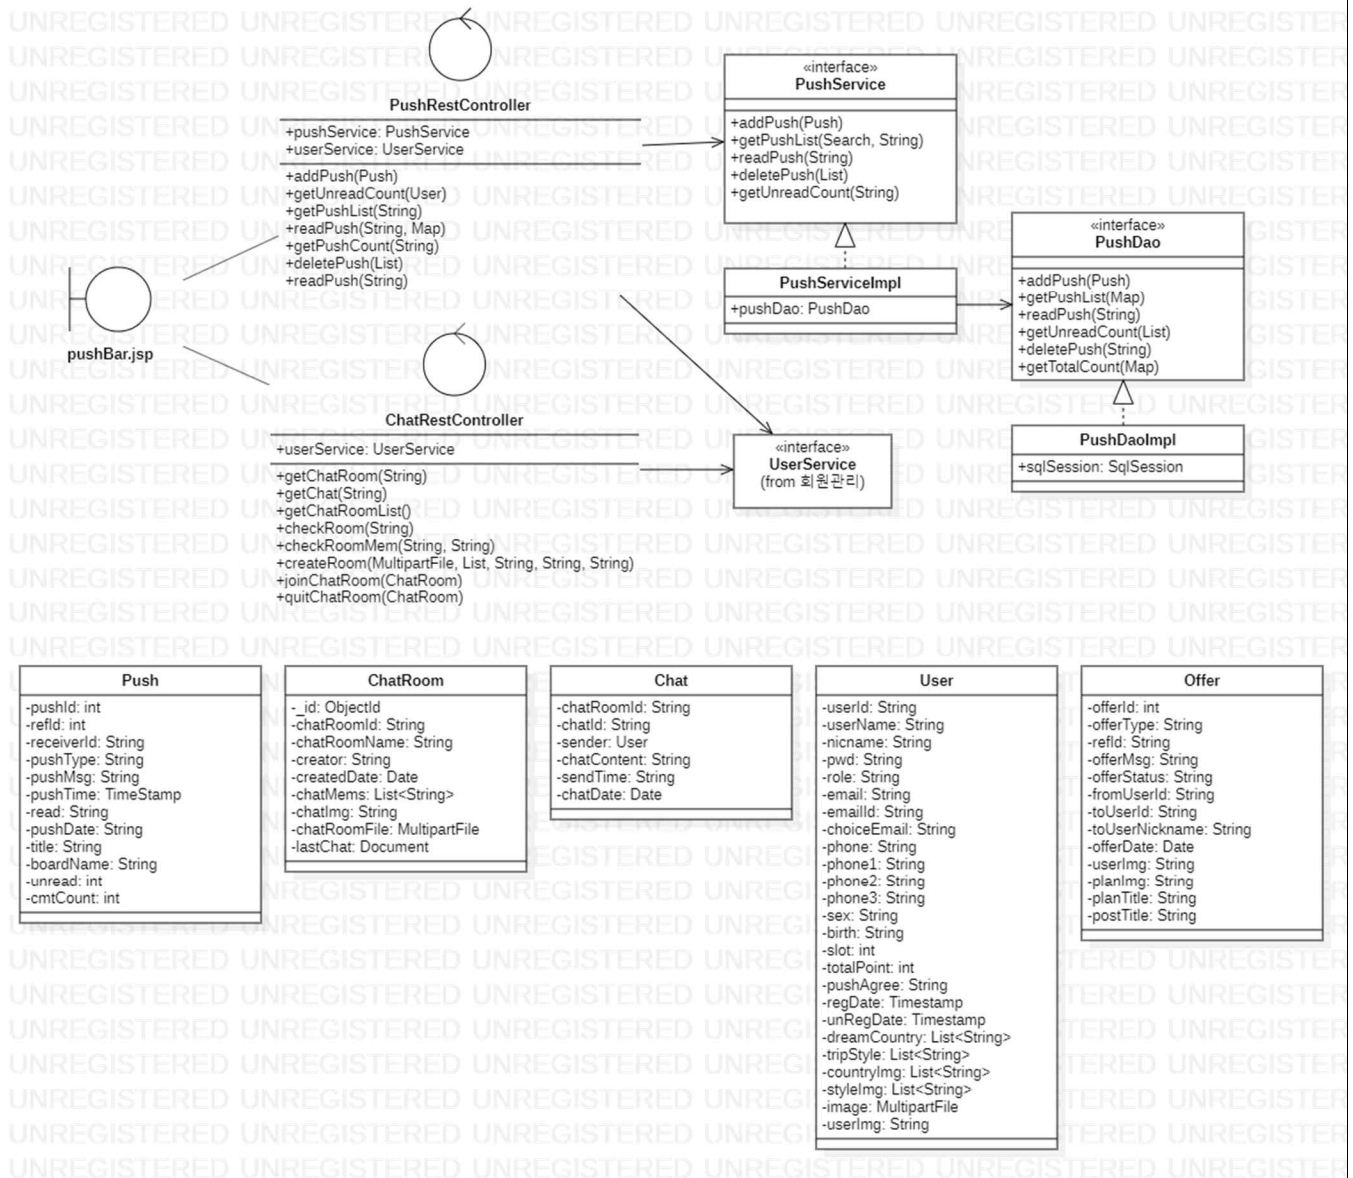 PushRestController
+pushService: PushService
+userService: UserService
+addPush(Push)
+getUnreadCount(User)
+getPushList(String)
+readPush(String, Map)
+getPushCount(String)
+deletePush(List)
+readPush(String)
«interface»
PushService
+addPush(Push)
+getPushList(Search, String)
+readPush(String)
+deletePush(List)
+getUnreadCount(String)
PushServiceImpl
+pushDao: PushDao
«interface»
PushDao
+addPush(Push)
+getPushList(Map)
+readPush(String)
+getUnreadCount(List)
+deletePush(String)
+getTotalCount(Map)
PushDaoImpl
+sqlSession: SqlSession
pushBar.jsp
ChatRestController
+userService: UserService
+getChatRoom(String)
+getChat(String)
+getChatRoomList()
+checkRoom(String)
+checkRoomMem(String, String)
+createRoom(MultipartFile, List, String, String, String)
+joinChatRoom(ChatRoom)
+quitChatRoom(ChatRoom)
«interface»
UserService
(from 회원관리)
Push
-pushId: int
-refId: int
-receiverId: String
-pushType: String
-pushMsg: String
-pushTime: TimeStamp
-read: String
-pushDate: String
-title: String
-boardName: String
-unread: int
-cmtCount: int
ChatRoom
-_id: ObjectId
-chatRoomId: String
-chatRoomName: String
-creator: String
-createdDate: Date
-chatMems: List<String>
-chatImg: String
-chatRoomFile: MultipartFile
-lastChat: Document
Chat
-chatRoomId: String
-chatId: String
-sender: User
-chatContent: String
-sendTime: String
-chatDate: Date
User
-userId: String
-userName: String
-nicname: String
-pwd: String
-role: String
-email: String
-emailId: String
-choiceEmail: String
-phone: String
-phone1: String
-phone2: String
-phone3: String
-sex: String
-birth: String
-slot: int
-totalPoint: int
-pushAgree: String
-regDate: Timestamp
-unRegDate: Timestamp
-dreamCountry: List<String>
-tripStyle: List<String>
-countryImg: List<String>
-styleImg: List<String>
-image: MultipartFile
-userImg: String
Offer
-offerId: int
-offerType: String
-refId: String
-offerMsg: String
-offerStatus: String
-fromUserId: String
-toUserId: String
-toUserNickname: String
-offerDate: Date
-userImg: String
-planImg: String
-planTitle: String
-postTitle: String
UNREGISTERED